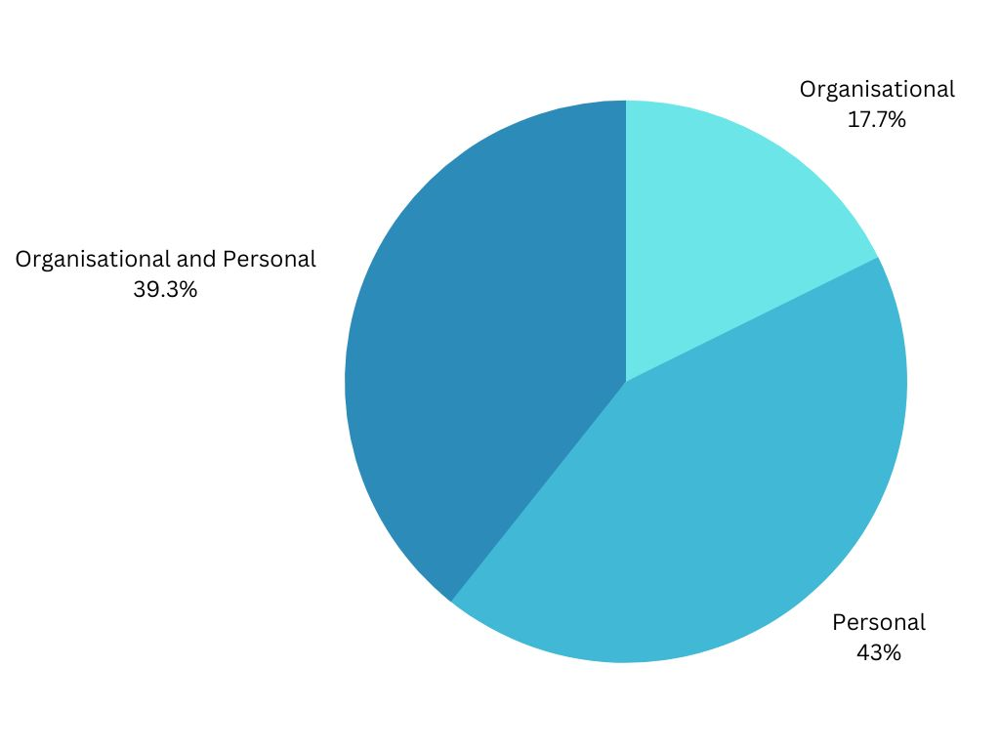 Organisational
17.7%
Organisational and Personal
39.3%
Personal
43%